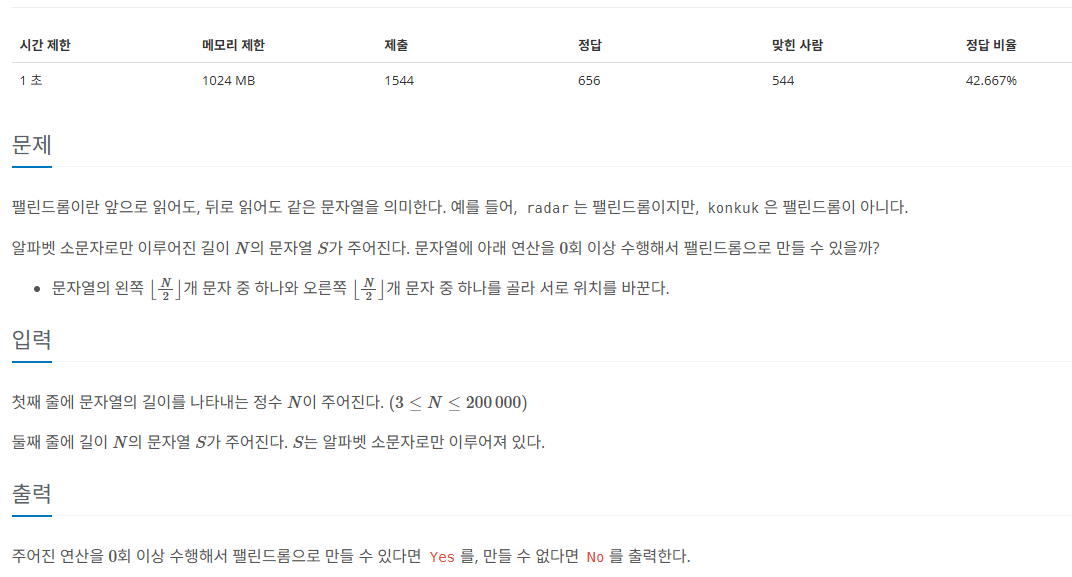 시간 제한 메모리 제한 제출 정답 맞힌 사람 정답 비율
1 초 1024 MB 1544 656 544 42.667%
문제
팰린드롬이란 앞으로 읽어도, 뒤로 읽어도 같은 문자열을 의미한다. 예를 들어, radar 는 팰린드롬이지만, konkuk 은 팰린드롬이 아니다.
알파벳 소문자로만 이루어진 길이 N의 문자열 S가 주어진다. 문자열에 아래 연산을 0회 이상 수행해서 팰린드롬으로 만들 수 있을까?
• 문자열의 왼쪽 ⌊N/2⌋개 문자 중 하나와 오른쪽 ⌊N/2⌋개 문자 중 하나를 골라 서로 위치를 바꾼다.
입력
첫째 줄에 문자열의 길이를 나타내는 정수 N이 주어진다. (3 ≤ N ≤ 200 000)
둘째 줄에 길이 N의 문자열 S가 주어진다. S는 알파벳 소문자로만 이루어져 있다.
출력
주어진 연산을 0회 이상 수행해서 팰린드롬으로 만들 수 있다면 Yes 를, 만들 수 없다면 No 를 출력한다.